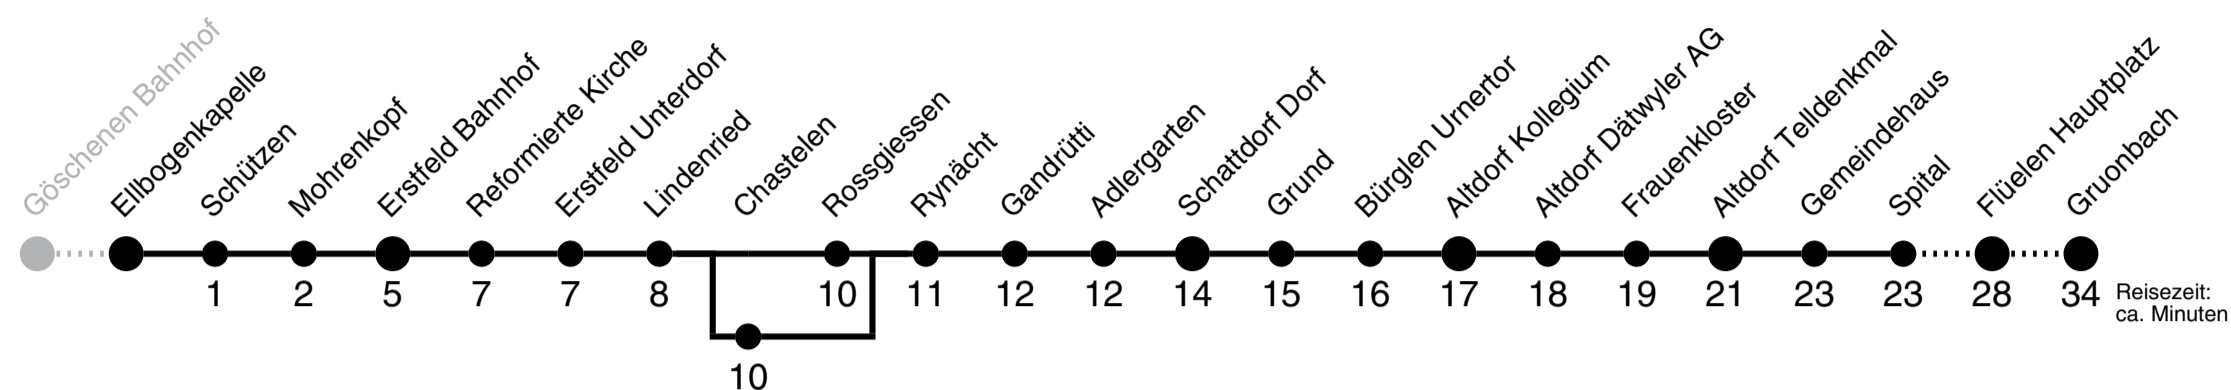 Göschenen Bahnhof
Ellbogenkapelle
Schützen
Mohrenkopf
Erstfeld Bahnhof
Reformierte Kirche
Erstfeld Unterdorf
Lindenried
Chastelen
Rossgiessen
Rynächt
Gandrütti
Adlergarten
Schattdorf Dorf
Grund
Bürglen Urnertor
Altdorf Kollegium
Altdorf Dätwyler AG
Frauenkloster
Altdorf Telldenkmal
Gemeindehaus
Spital
Flüelen Hauptplatz
Gruonbach
1 2 5 7 7 8 10 11 12 12 14 15 16 17 18 19 21 23 23 28 34
Reisezeit:
ca. Minuten
10